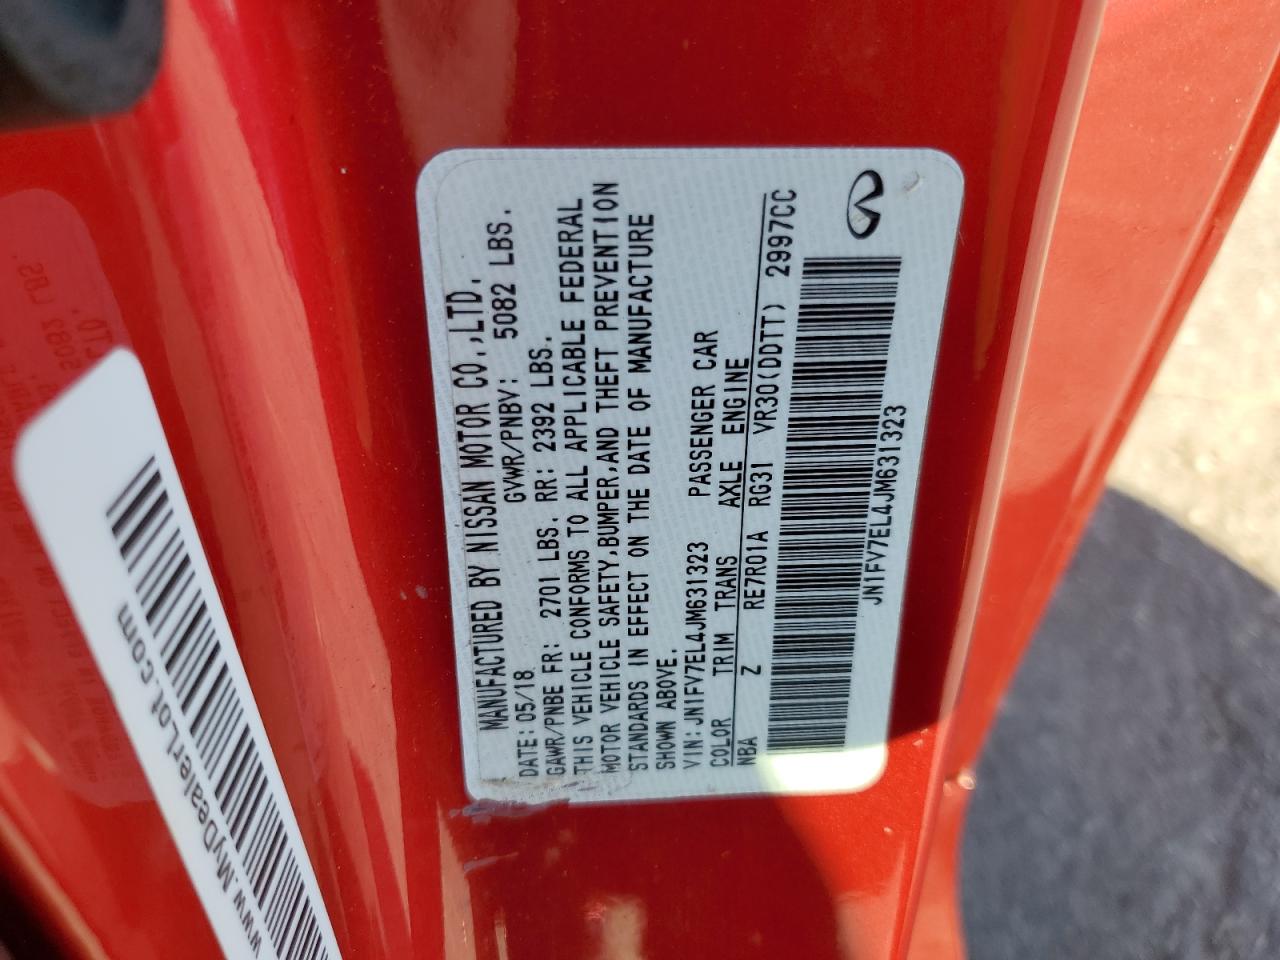 MANUFACTURED BY NISSAN MOTOR CO.,LTD.
DATE: 05/18 GVWR/PNBV: 5082 LBS.
GAWR/PNBE FR: 2701 LBS. RR: 2392 LBS.
THIS VEHICLE CONFORMS TO ALL APPLICABLE FEDERAL
MOTOR VEHICLE SAFETY,BUMPER,AND THEFT PREVENTION
STANDARDS IN EFFECT ON THE DATE OF MANUFACTURE
SHOWN ABOVE.
VIN: JN1FV7EL4JM631323 PASSENGER CAR
COLOR TRIM TRANS AXLE ENGINE
NBA Z RE7R01A RG31 VR30(DDTT) 2997CC
JN1FV7EL4JM631323
www.MyDealerLot.com